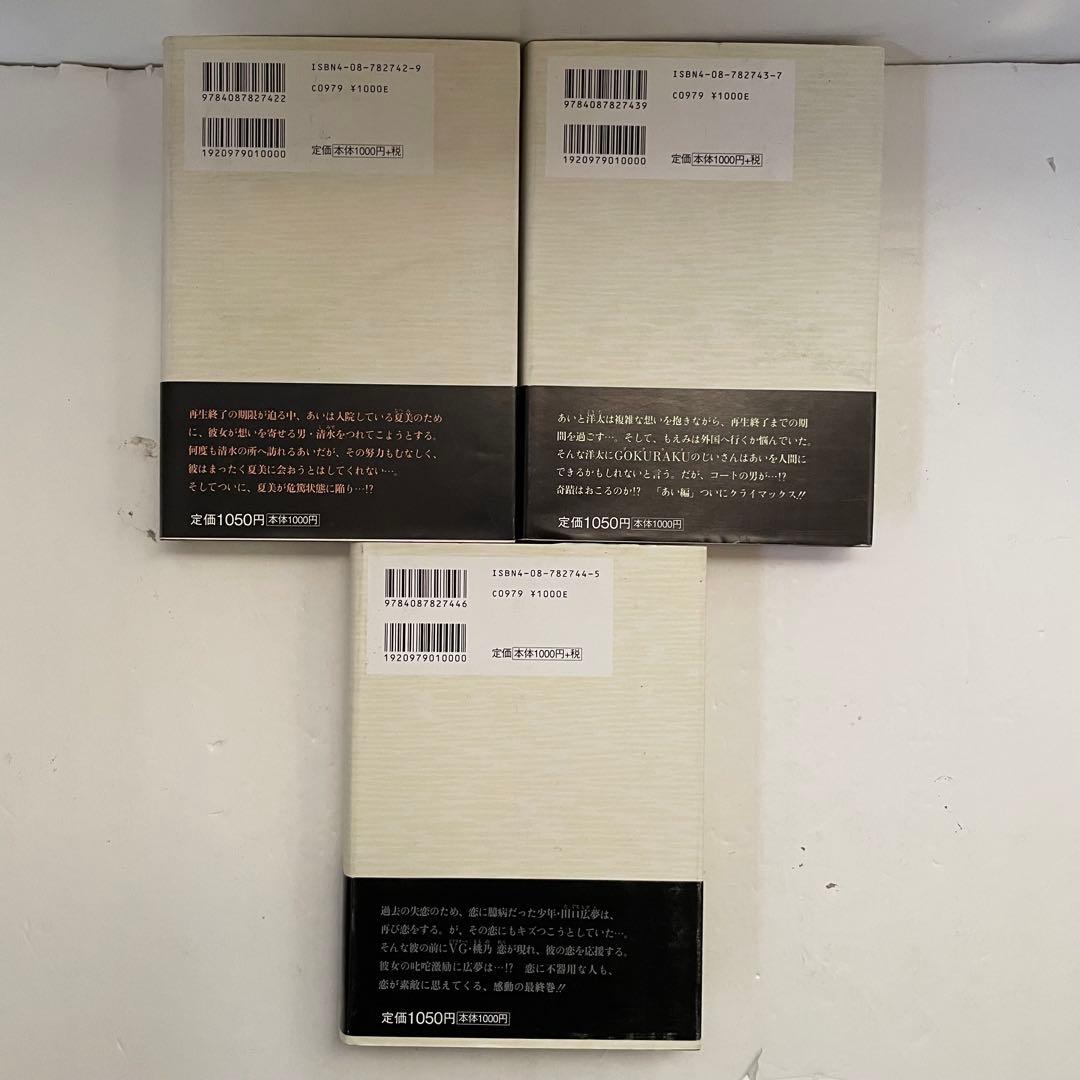 ISBN4-08-782742-9
9784087827422
C0979 ¥1000E
1920979010000
定価 本体1000円+税
再生終了の期限が迫る中、あいは入院している夏美のため
に、彼女が想いを寄せる男・清水をつれてこようとする。
何度も清水の所へ訪れるあいだが、その努力もむなしく、
彼はまったく夏美に会おうとはしてくれない…。
そしてついに、夏美が危篤状態に陥り…!?
定価1050円 本体1000円
ISBN4-08-782743-7
9784087827439
C0979 ¥1000E
1920979010000
定価 本体1000円+税
あいと洋太は複雑な想いを抱きながら、再生終了までの期
間を過ごす…。そして、もえみは外国へ行くか悩んでいた。
そんな洋太にGOKURAKUのじいさんはあいを人間に
できるかもしれないと言う。だが、コートの男が…!?
奇蹟はおこるのか!? 「あい編」ついにクライマックス!!
定価1050円 本体1000円
ISBN4-08-782744-5
9784087827446
C0979 ¥1000E
1920979010000
定価 本体1000円+税
過去の失恋のため、恋に臆病だった少年・田口広夢は、
再び恋をする。が、その恋にもキズつこうとしていた…。
そんな彼の前にVG・桃乃 恋が現れ、彼の恋を応援する。
彼女の叱咤激励に広夢は…!? 恋に不器用な人も、
恋が素敵に思えてくる、感動の最終巻!!
定価1050円 本体1000円